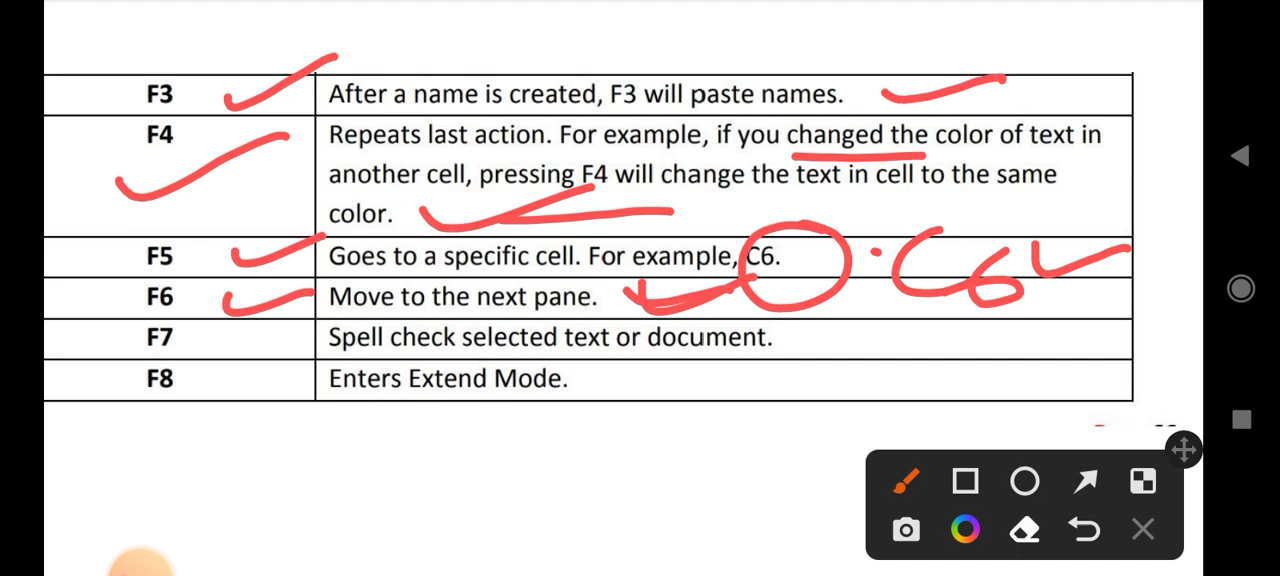 F3 After a name is created, F3 will paste names.
F4 Repeats last action. For example, if you changed the color of text in
another cell, pressing F4 will change the text in cell to the same
color.
F5 Goes to a specific cell. For example, C6. C6
F6 Move to the next pane.
F7 Spell check selected text or document.
F8 Enters Extend Mode.